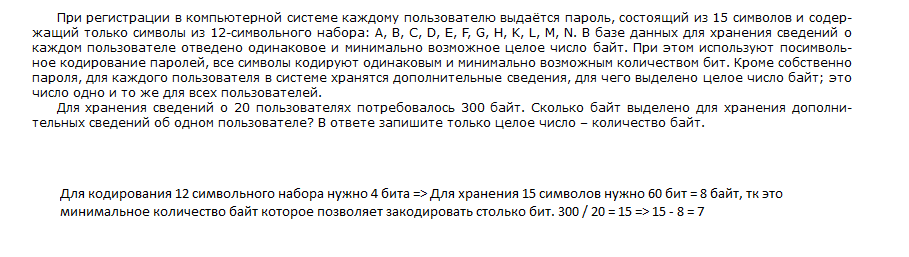 При регистрации в компьютерной системе каждому пользователю выдаётся пароль, состоящий из 15 символов и содер-
жащий только символы из 12-символьного набора: A, B, C, D, E, F, G, H, K, L, M, N. В базе данных для хранения сведений о
каждом пользователе отведено одинаковое и минимально возможное целое число байт. При этом используют посимволь-
ное кодирование паролей, все символы кодируют одинаковым и минимально возможным количеством бит. Кроме собственно
пароля, для каждого пользователя в системе хранятся дополнительные сведения, для чего выделено целое число байт; это
число одно и то же для всех пользователей.
Для хранения сведений о 20 пользователях потребовалось 300 байт. Сколько байт выделено для хранения дополни-
тельных сведений об одном пользователе? В ответе запишите только целое число – количество байт.
Для кодирования 12 символьного набора нужно 4 бита => Для хранения 15 символов нужно 60 бит = 8 байт, тк это
минимальное количество байт которое позволяет закодировать столько бит. 300 / 20 = 15 => 15 - 8 = 7